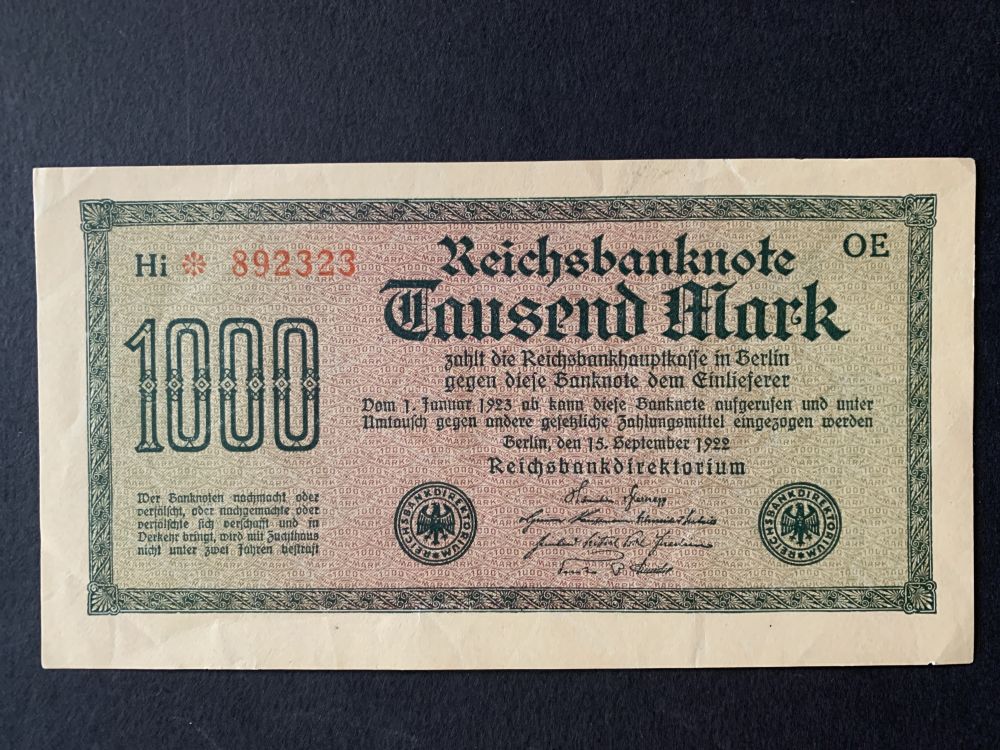 Hi * 892323
OE
Reichsbanknote
Tausend Mark
zahlt die Reichsbankhauptkasse in Berlin
gegen diese Banknote dem Einlieferer
Vom 1. Januar 1923 ab kann diese Banknote aufgerufen und unter
Umtausch gegen andere gesetzliche Zahlungsmittel eingezogen werden
Berlin, den 15. September 1922
Reichsbankdirektorium
1000
Wer Banknoten nachmacht oder
verfälscht, oder nachgemachte oder
verfälschte sich verschafft und in
Verkehr bringt, wird mit Zuchthaus
nicht unter zwei Jahren bestraft
REICHSBANKDIREKTORIUM
REICHSBANKDIREKTORIUM